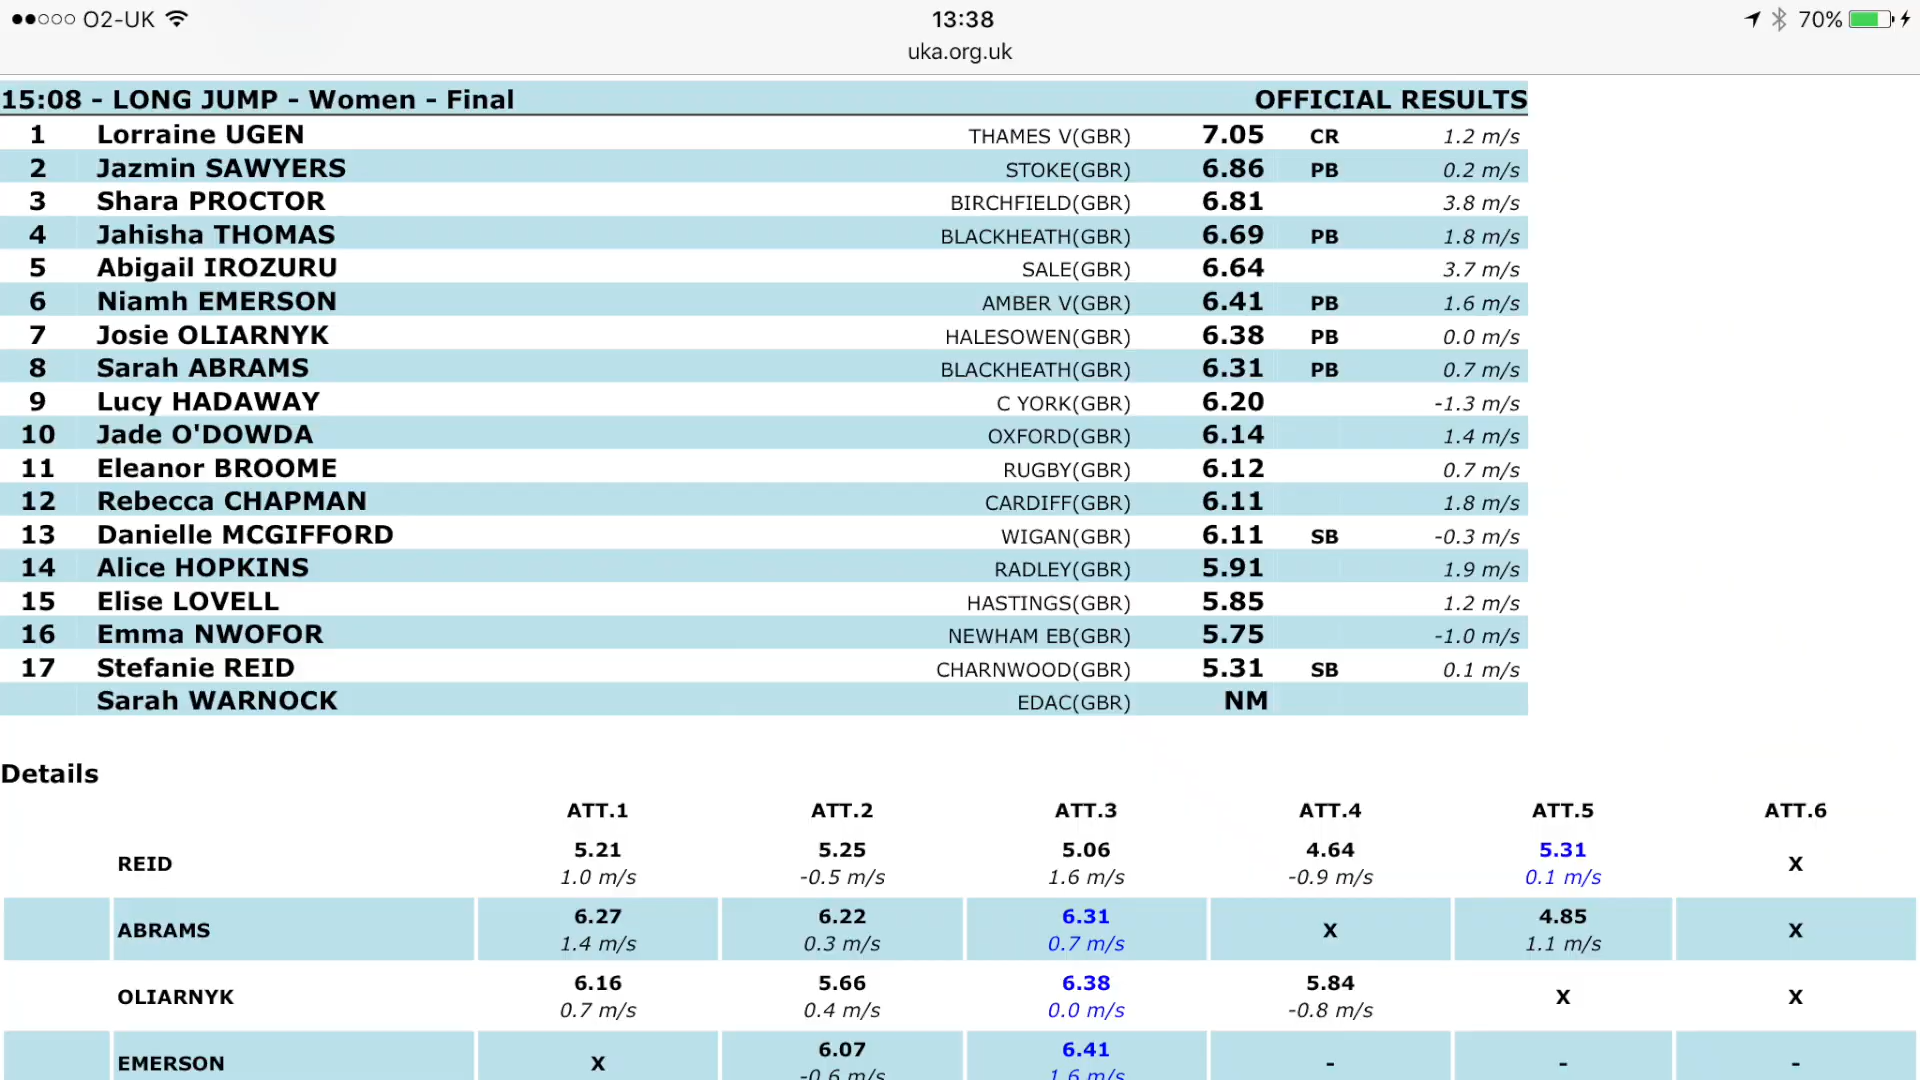 O2-UK 13:38 70%
uka.org.uk
15:08 - LONG JUMP - Women - Final OFFICIAL RESULTS
1 Lorraine UGEN THAMES V(GBR) 7.05 CR 1.2 m/s
2 Jazmin SAWYERS STOKE(GBR) 6.86 PB 0.2 m/s
3 Shara PROCTOR BIRCHFIELD(GBR) 6.81 3.8 m/s
4 Jahisha THOMAS BLACKHEATH(GBR) 6.69 PB 1.8 m/s
5 Abigail IROZURU SALE(GBR) 6.64 3.7 m/s
6 Niamh EMERSON AMBER V(GBR) 6.41 PB 1.6 m/s
7 Josie OLIARNYK HALESOWEN(GBR) 6.38 PB 0.0 m/s
8 Sarah ABRAMS BLACKHEATH(GBR) 6.31 PB 0.7 m/s
9 Lucy HADAWAY C YORK(GBR) 6.20 -1.3 m/s
10 Jade O'DOWDA OXFORD(GBR) 6.14 1.4 m/s
11 Eleanor BROOME RUGBY(GBR) 6.12 0.7 m/s
12 Rebecca CHAPMAN CARDIFF(GBR) 6.11 1.8 m/s
13 Danielle MCGIFFORD WIGAN(GBR) 6.11 SB -0.3 m/s
14 Alice HOPKINS RADLEY(GBR) 5.91 1.9 m/s
15 Elise LOVELL HASTINGS(GBR) 5.85 1.2 m/s
16 Emma NWOFOR NEWHAM EB(GBR) 5.75 -1.0 m/s
17 Stefanie REID CHARNWOOD(GBR) 5.31 SB 0.1 m/s
Sarah WARNOCK EDAC(GBR) NM
Details
ATT.1 ATT.2 ATT.3 ATT.4 ATT.5 ATT.6
REID 5.21 5.25 5.06 4.64 5.31 X
1.0 m/s -0.5 m/s 1.6 m/s -0.9 m/s 0.1 m/s
ABRAMS 6.27 6.22 6.31 X 4.85 X
1.4 m/s 0.3 m/s 0.7 m/s 1.1 m/s
OLIARNYK 6.16 5.66 6.38 5.84 X X
0.7 m/s 0.4 m/s 0.0 m/s -0.8 m/s
EMERSON X 6.07 6.41 - - -
-0.6 m/s 1.6 m/s